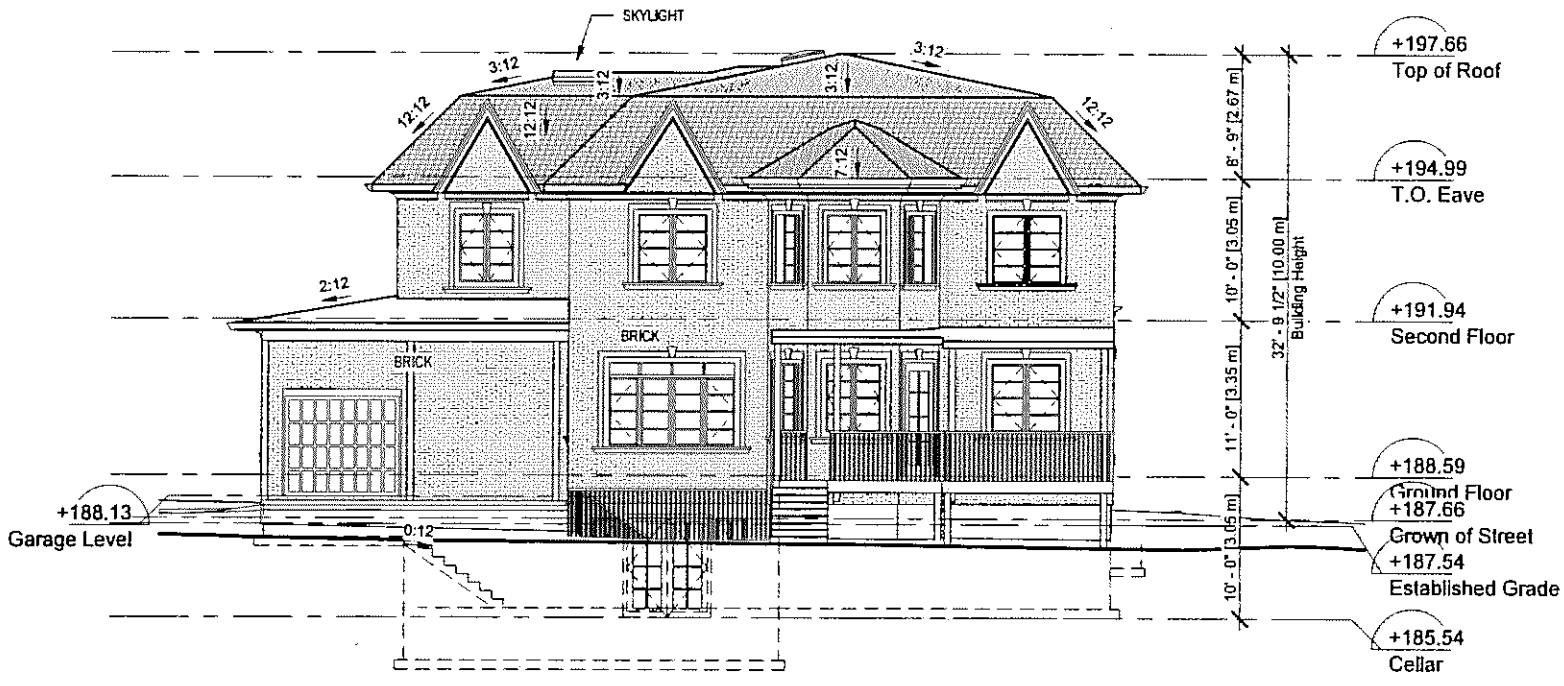 SKYLIGHT
+197.66
Top of Roof
3:12
3:12
3:12
3:12
12:12
12:12
12:12
8' - 9" [2.67 m]
7:12
+194.99
T.O. Eave
10' - 0" [3.05 m]
32' - 9 1/2" [10.00 m]
Building Height
2:12
+191.94
Second Floor
BRICK
BRICK
11' - 0" [3.35 m]
+188.59
Ground Floor
+188.13
Garage Level
+187.66
Crown of Street
0:12
+187.54
Established Grade
10' - 0" [3.05 m]
+185.54
Cellar